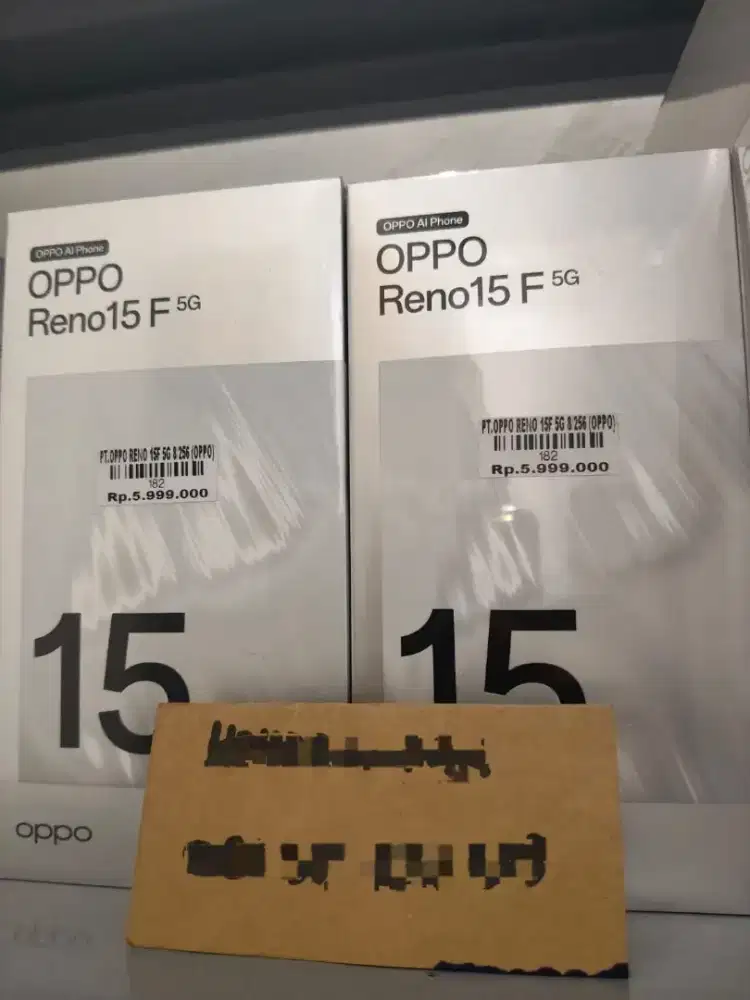 OPPO AI Phone
OPPO
Reno15 F 5G
PT.OPPO RENO 15F 5G 8/256 (OPPO)
182
Rp.5.999.000
15
oppo
OPPO AI Phone
OPPO
Reno15 F 5G
PT.OPPO RENO 15F 5G 8/256 (OPPO)
182
Rp.5.999.000
15
oppo